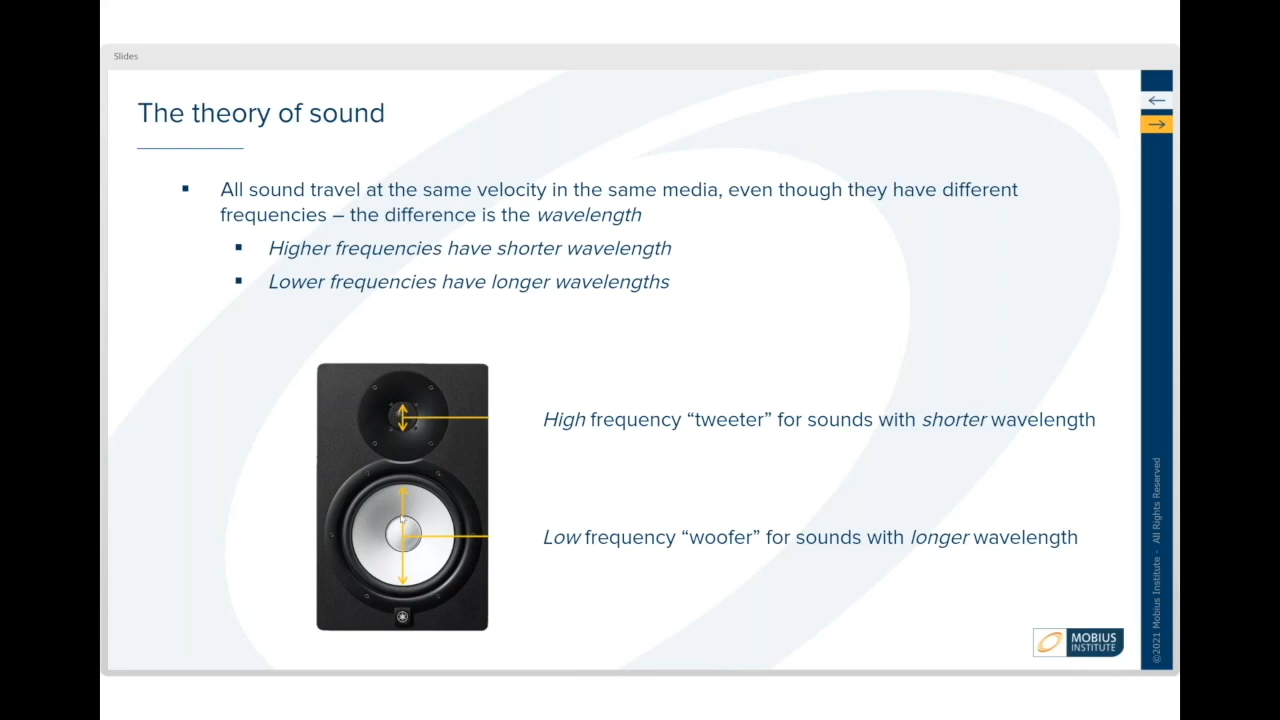 Slides
The theory of sound
All sound travel at the same velocity in the same media, even though they have different
frequencies – the difference is the wavelength
Higher frequencies have shorter wavelength
Lower frequencies have longer wavelengths
High frequency “tweeter” for sounds with shorter wavelength
Low frequency “woofer” for sounds with longer wavelength
MOBIUS
INSTITUTE
©2021 Mobius Institute - All Rights Reserved